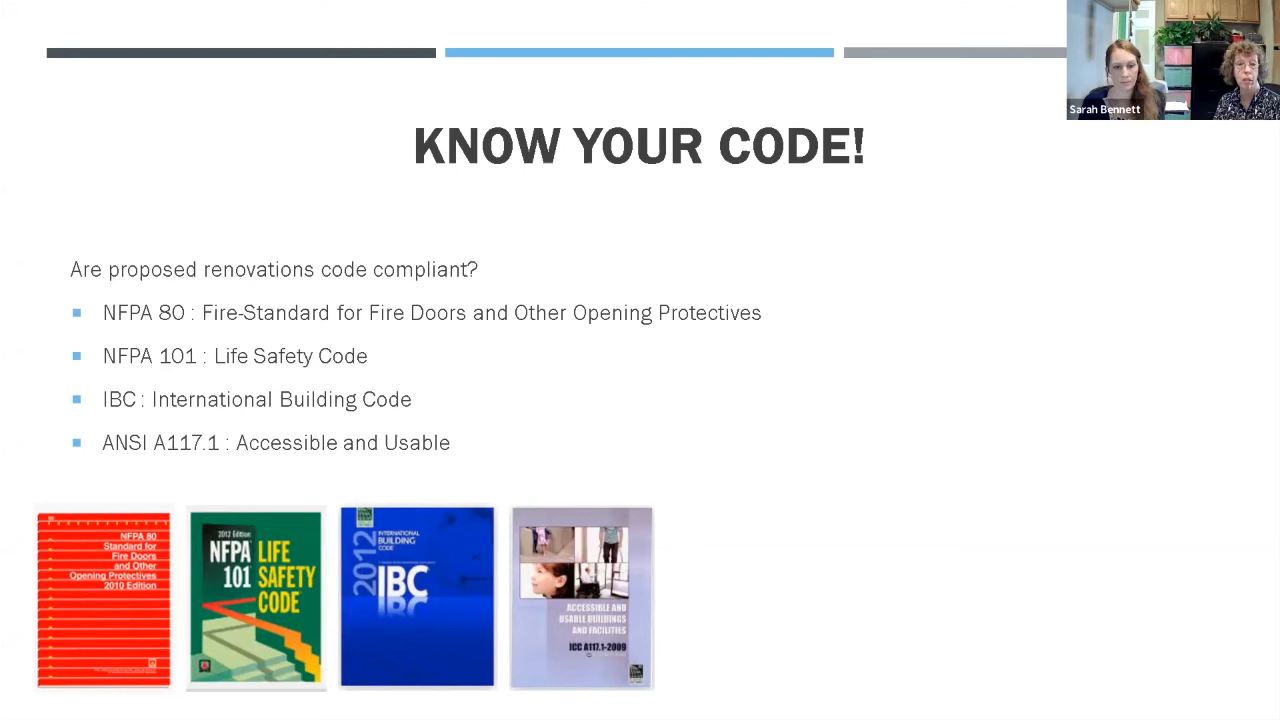 Sarah Bennett
KNOW YOUR CODE!
Are proposed renovations code compliant?
NFPA 80 : Fire-Standard for Fire Doors and Other Opening Protectives
NFPA 101 : Life Safety Code
IBC : International Building Code
ANSI A117.1 : Accessible and Usable
NFPA 80
Standard for
Fire Doors
and Other
Opening Protectives
2010 Edition
2012 Edition
NFPA
101
LIFE
SAFETY
CODE
2012
INTERNATIONAL
BUILDING
CODE
IBC
ACCESSIBLE AND
USABLE BUILDINGS
AND FACILITIES
ICC A117.1-2009